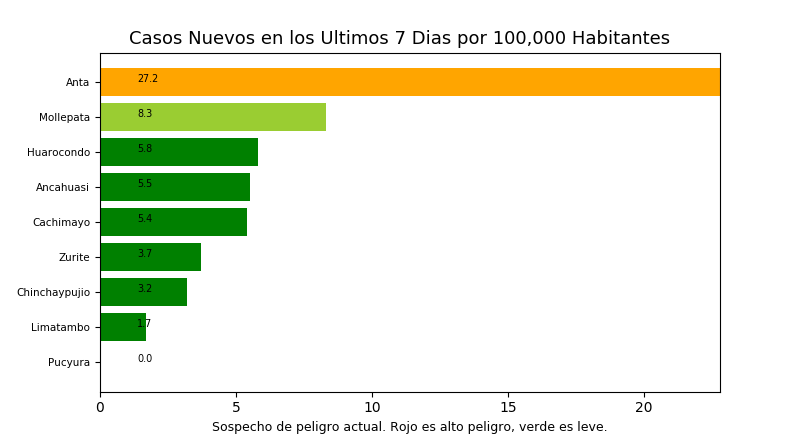 Casos Nuevos en los Ultimos 7 Dias por 100,000 Habitantes
Anta 27.2
Mollepata 8.3
Huarocondo 5.8
Ancahuasi 5.5
Cachimayo 5.4
Zurite 3.7
Chinchaypujio 3.2
Limatambo 1.7
Pucyura 0.0
0 5 10 15 20
Sospecho de peligro actual. Rojo es alto peligro, verde es leve.